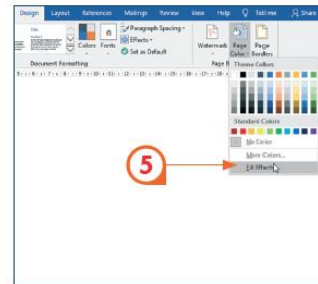 Design Layout References Mailings Review View Help Tell me Share
Paragraph Spacing
Effects
Set as Default
Colors Fonts
Watermark Page Color Page Borders
Document Formatting
Page B
Theme Colors
Standard Colors
No Color
More Colors...
Fill Effects...
5